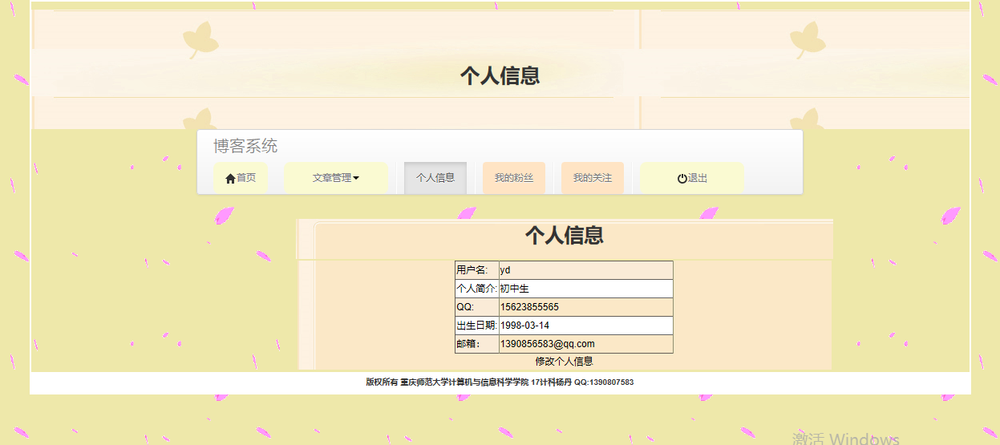 个人信息
博客系统
首页 文章管理 个人信息 我的粉丝 我的关注 退出
个人信息
用户名: yd
个人简介: 初中生
QQ: 15623855565
出生日期: 1998-03-14
邮箱: 1390856583@qq.com
修改个人信息
版权所有 重庆师范大学计算机与信息科学学院 17计科杨丹 QQ:1390807583
激活 Windows